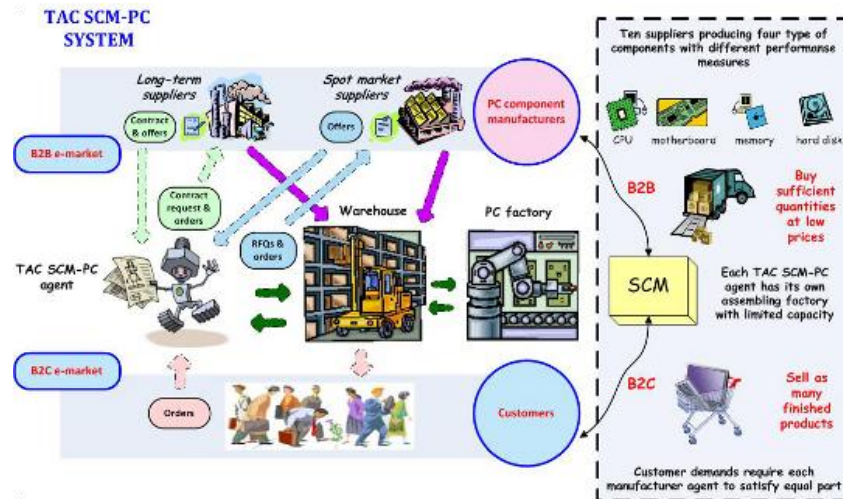 TAC SCM-PC
SYSTEM
Long-term
suppliers
Spot market
suppliers
PC component
manufacturers
Contract
& offers
Offers
B2B e-market
Contract
request &
orders
RFQs &
orders
Warehouse
PC factory
TAC SCM-PC
agent
B2C e-market
Orders
Customers
Ten suppliers producing four type of
components with different performanse
measures
CPU
motherboard
memory
hard disk
B2B
Buy
sufficient
quantities
at low
prices
SCM
Each TAC SCM-PC
agent has its own
assembling factory
with limited capacity
B2C
Sell as
many
finished
products
Customer demands require each
manufacturer agent to satisfy equal part